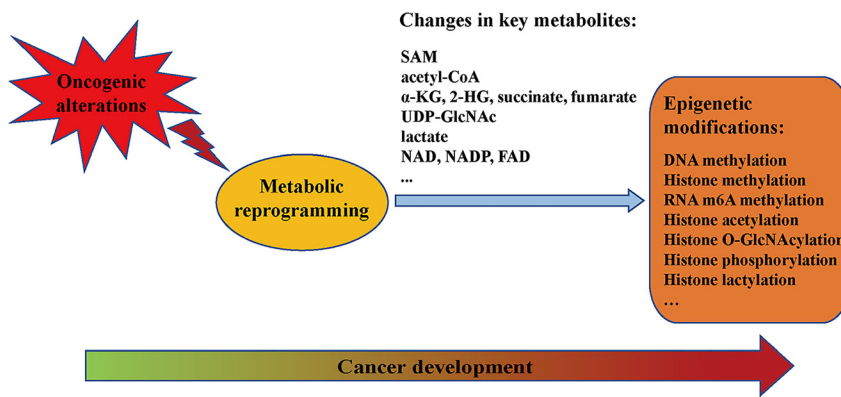 Oncogenic
alterations
Metabolic
reprogramming
Changes in key metabolites:
SAM
acetyl-CoA
α-KG, 2-HG, succinate, fumarate
UDP-GlcNAc
lactate
NAD, NADP, FAD
...
Epigenetic
modifications:
DNA methylation
Histone methylation
RNA m6A methylation
Histone acetylation
Histone O-GlcNAcylation
Histone phosphorylation
Histone lactylation
...
Cancer development